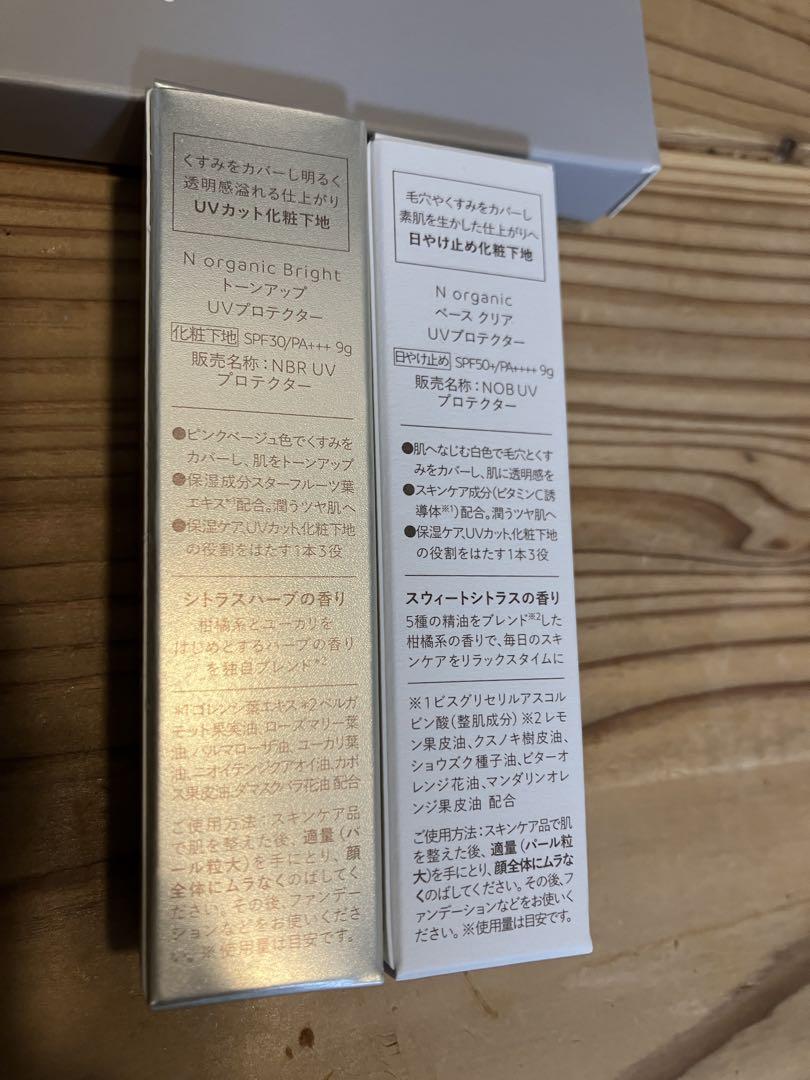 くすみをカバーし明るく
透明感溢れる仕上がり
UVカット化粧下地
N organic Bright
トーンアップ
UVプロテクター
化粧下地 SPF30/PA+++ 9g
販売名称：NBR UV
プロテクター
●ピンクベージュ色でくすみを
カバーし、肌をトーンアップ
●保湿成分スターフルーツ葉
エキス*1配合。潤うツヤ肌へ
●保湿ケア、UVカット、化粧下地
の役割をはたす1本3役
シトラスハーブの香り
柑橘系とユーカリを
はじめとするハーブの香り
を独自ブレンド*2
*1ゴレンシ葉エキス *2ベルガ
モット果実油、ローズマリー葉
油、パルマローザ油、ユーカリ葉
油、ニオイテンジクアオイ油、カボ
ス果皮油、ダマスクバラ花油 配合
ご使用方法：スキンケア品
で肌を整えた後、適量（パ
ール粒大）を手にとり、顔
全体にムラなくのばしてく
ださい。その後、ファンデー
ションなどをお使いくださ
い。※使用量は目安です。
毛穴やくすみをカバーし
素肌を生かした仕上がりへ
日やけ止め化粧下地
N organic
ベース クリア
UVプロテクター
日やけ止め SPF50+/PA++++ 9g
販売名称：NOB UV
プロテクター
●肌へなじむ白色で毛穴とくす
みをカバーし、肌に透明感を
●スキンケア成分（ビタミンC誘
導体※1）配合。潤うツヤ肌へ
●保湿ケア、UVカット、化粧下地
の役割をはたす1本3役
スウィートシトラスの香り
5種の精油をブレンド※2した
柑橘系の香りで、毎日のスキ
ンケアをリラックスタイムに
※1ビスグリセリルアスコル
ビン酸（整肌成分）※2レモ
ン果皮油、クスノキ樹皮油、
ショウズク種子油、ビターオ
レンジ花油、マンダリンオレ
ンジ果皮油 配合
ご使用方法：スキンケア品で肌
を整えた後、適量（パール粒
大）を手にとり、顔全体にムラな
くのばしてください。その後、フ
ァンデーションなどをお使いく
ださい。※使用量は目安です。